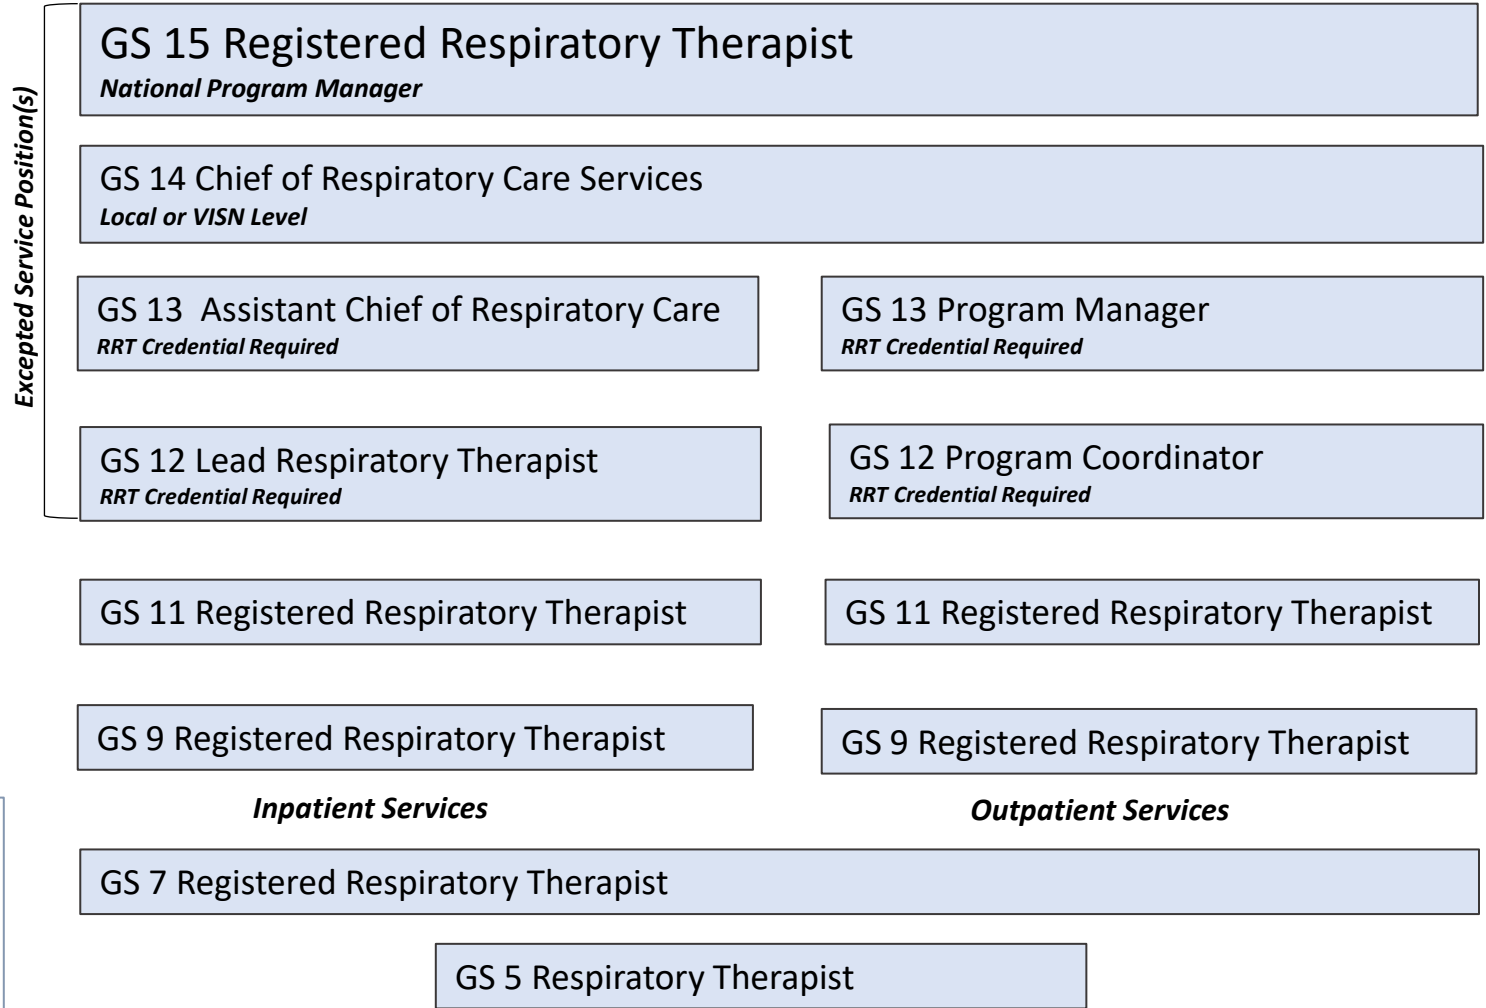 Excepted Service Position(s)
GS 15 Registered Respiratory Therapist
National Program Manager
GS 14 Chief of Respiratory Care Services
Local or VISN Level
GS 13  Assistant Chief of Respiratory Care
RRT Credential Required
GS 13 Program Manager
RRT Credential Required
GS 12 Lead Respiratory Therapist
RRT Credential Required
GS 12 Program Coordinator
RRT Credential Required
GS 11 Registered Respiratory Therapist
GS 11 Registered Respiratory Therapist
GS 9 Registered Respiratory Therapist
GS 9 Registered Respiratory Therapist
Inpatient Services
Outpatient Services
GS 7 Registered Respiratory Therapist
GS 5 Respiratory Therapist